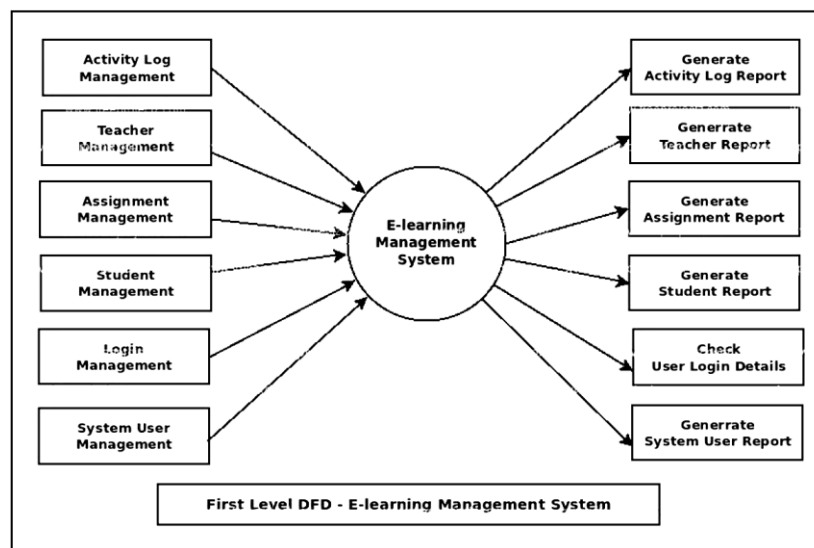 Activity Log
Management
Generate
Activity Log Report
Teacher
Management
Generrate
Teacher Report
Assignment
Management
E-learning
Management
System
Generate
Assignment Report
Student
Management
Generate
Student Report
Login
Management
Check
User Login Details
System User
Management
Generrate
System User Report
First Level DFD - E-learning Management System